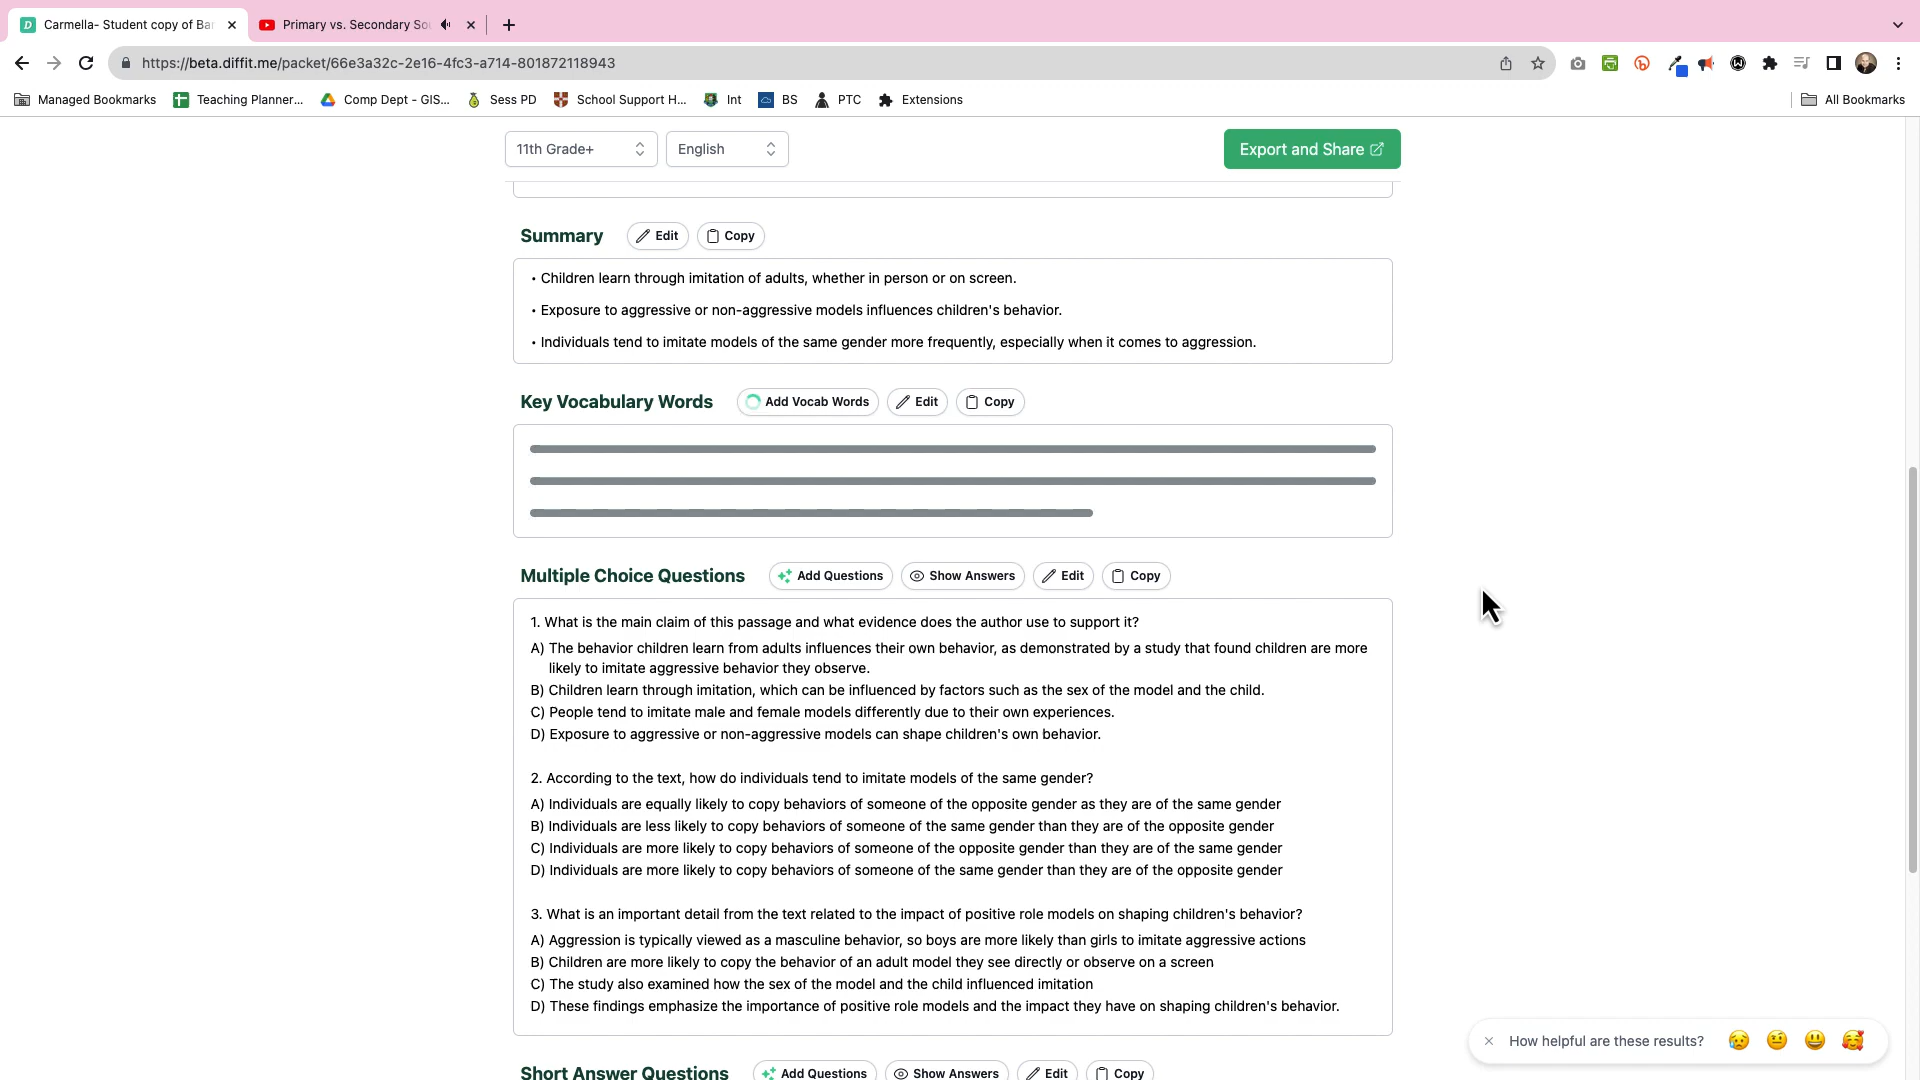 Carmella- Student copy of Bar
Primary vs. Secondary So
https://beta.diffit.me/packet/66e3a32c-2e16-4fc3-a714-801872118943
Managed Bookmarks
Teaching Planner...
Comp Dept - GIS...
Sess PD
School Support H...
Int
BS
PTC
Extensions
All Bookmarks
11th Grade+
English
Export and Share
Summary
Edit
Copy
• Children learn through imitation of adults, whether in person or on screen.
• Exposure to aggressive or non-aggressive models influences children's behavior.
• Individuals tend to imitate models of the same gender more frequently, especially when it comes to aggression.
Key Vocabulary Words
Add Vocab Words
Edit
Copy
Multiple Choice Questions
Add Questions
Show Answers
Edit
Copy
1. What is the main claim of this passage and what evidence does the author use to support it?
A) The behavior children learn from adults influences their own behavior, as demonstrated by a study that found children are more
likely to imitate aggressive behavior they observe.
B) Children learn through imitation, which can be influenced by factors such as the sex of the model and the child.
C) People tend to imitate male and female models differently due to their own experiences.
D) Exposure to aggressive or non-aggressive models can shape children's own behavior.
2. According to the text, how do individuals tend to imitate models of the same gender?
A) Individuals are equally likely to copy behaviors of someone of the opposite gender as they are of the same gender
B) Individuals are less likely to copy behaviors of someone of the same gender than they are of the opposite gender
C) Individuals are more likely to copy behaviors of someone of the opposite gender than they are of the same gender
D) Individuals are more likely to copy behaviors of someone of the same gender than they are of the opposite gender
3. What is an important detail from the text related to the impact of positive role models on shaping children's behavior?
A) Aggression is typically viewed as a masculine behavior, so boys are more likely than girls to imitate aggressive actions
B) Children are more likely to copy the behavior of an adult model they see directly or observe on a screen
C) The study also examined how the sex of the model and the child influenced imitation
D) These findings emphasize the importance of positive role models and the impact they have on shaping children's behavior.
How helpful are these results?
Short Answer Questions
Add Questions
Show Answers
Edit
Copy